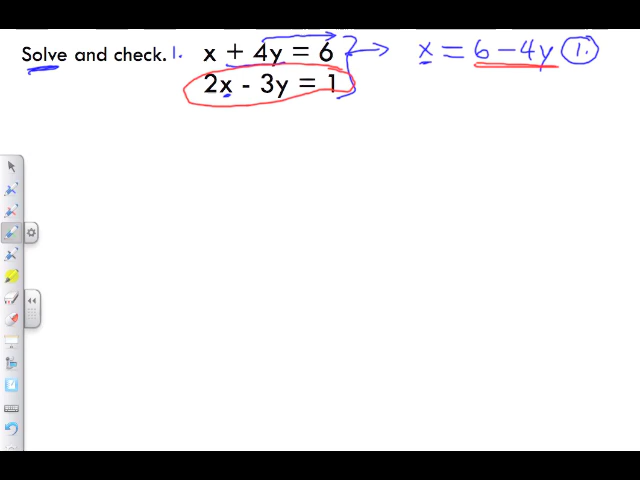 Solve and check. 1. x + 4y = 6 x = 6 - 4y 1.
2x - 3y = 1